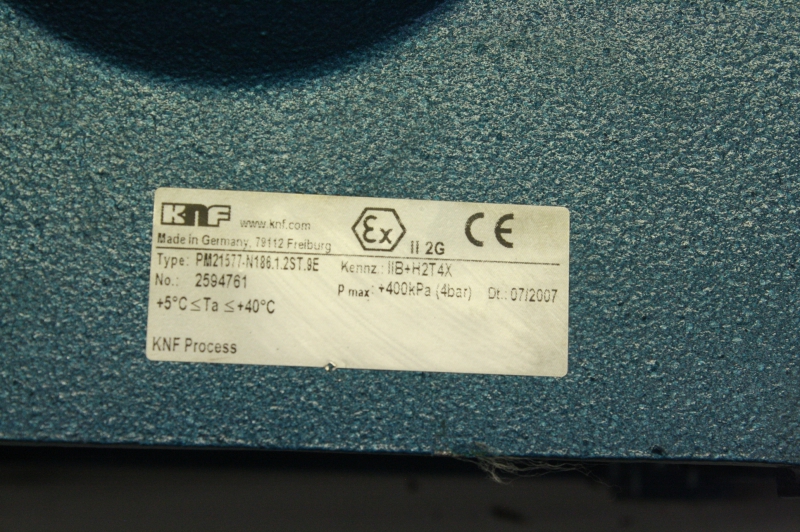 KNF www.knf.com Ex II 2G CE
Made in Germany, 79112 Freiburg
Type: PM21577-N186.1.2ST.9E Kennz.: IIB+H2T4X
No.: 2594761 p max: +400kPa (4bar) Dt.: 07/2007
+5°C ≤ Ta ≤ +40°C
KNF Process